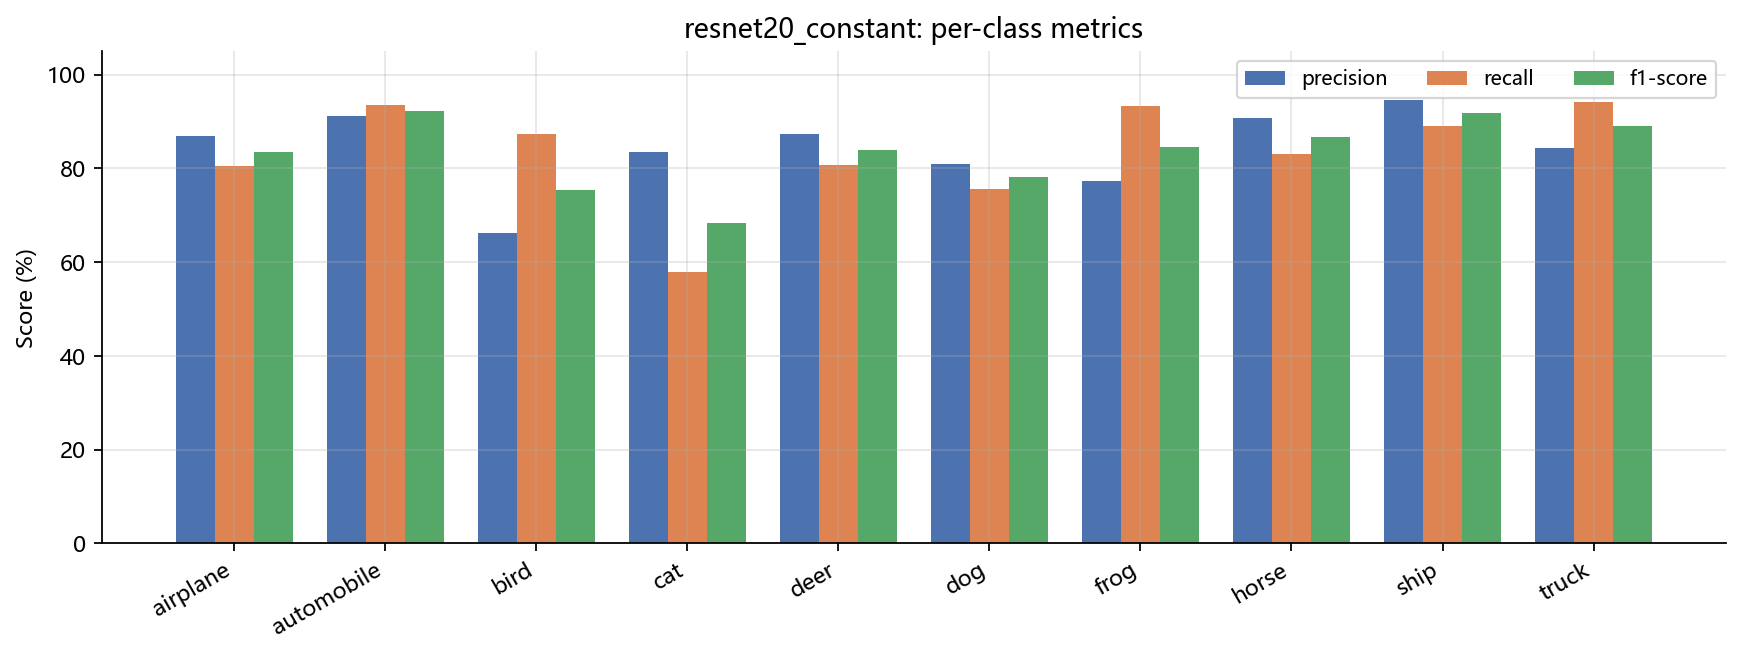 resnet20_constant: per-class metrics
precision recall f1-score
Score (%)
100
80
60
40
20
0
airplane automobile bird cat deer dog frog horse ship truck